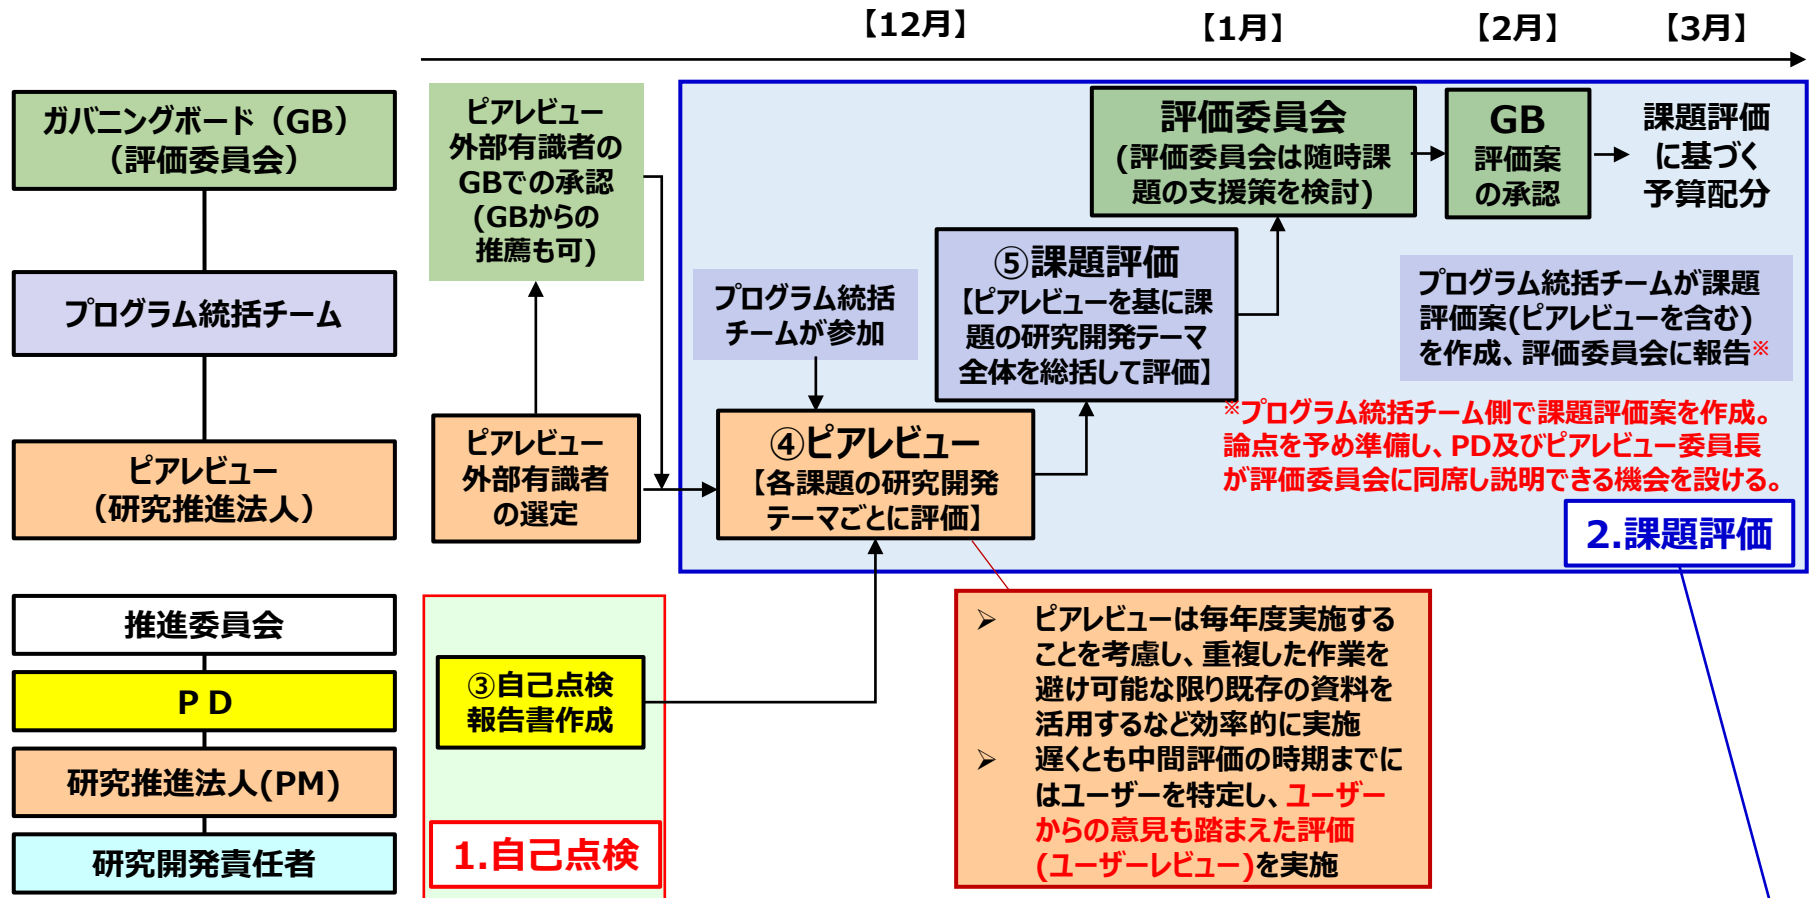 【12月】
【1月】
【2月】
【3月】
ガバニングボード（GB）
（評価委員会）
プログラム統括チーム
ピアレビュー
（研究推進法人）
推進委員会
ＰＤ
研究推進法人(PM)
研究開発責任者
ピアレビュー
外部有識者の
GBでの承認
(GBからの
推薦も可)
ピアレビュー
外部有識者
の選定
③自己点検
報告書作成
1.自己点検
プログラム統括
チームが参加
④ピアレビュー
【各課題の研究開発
テーマごとに評価】
⑤課題評価
【ピアレビューを基に課
題の研究開発テーマ
全体を総括して評価】
評価委員会
(評価委員会は随時課
題の支援策を検討)
GB
評価案
の承認
課題評価
に基づく
予算配分
プログラム統括チームが課題
評価案(ピアレビューを含む)
を作成、評価委員会に報告※
※プログラム統括チーム側で課題評価案を作成。
論点を予め準備し、PD及びピアレビュー委員長
が評価委員会に同席し説明できる機会を設ける。
2.課題評価
➢ ピアレビューは毎年度実施する
ことを考慮し、重複した作業を
避け可能な限り既存の資料を
活用するなど効率的に実施
➢ 遅くとも中間評価の時期までに
はユーザーを特定し、ユーザー
からの意見も踏まえた評価
(ユーザーレビュー)を実施